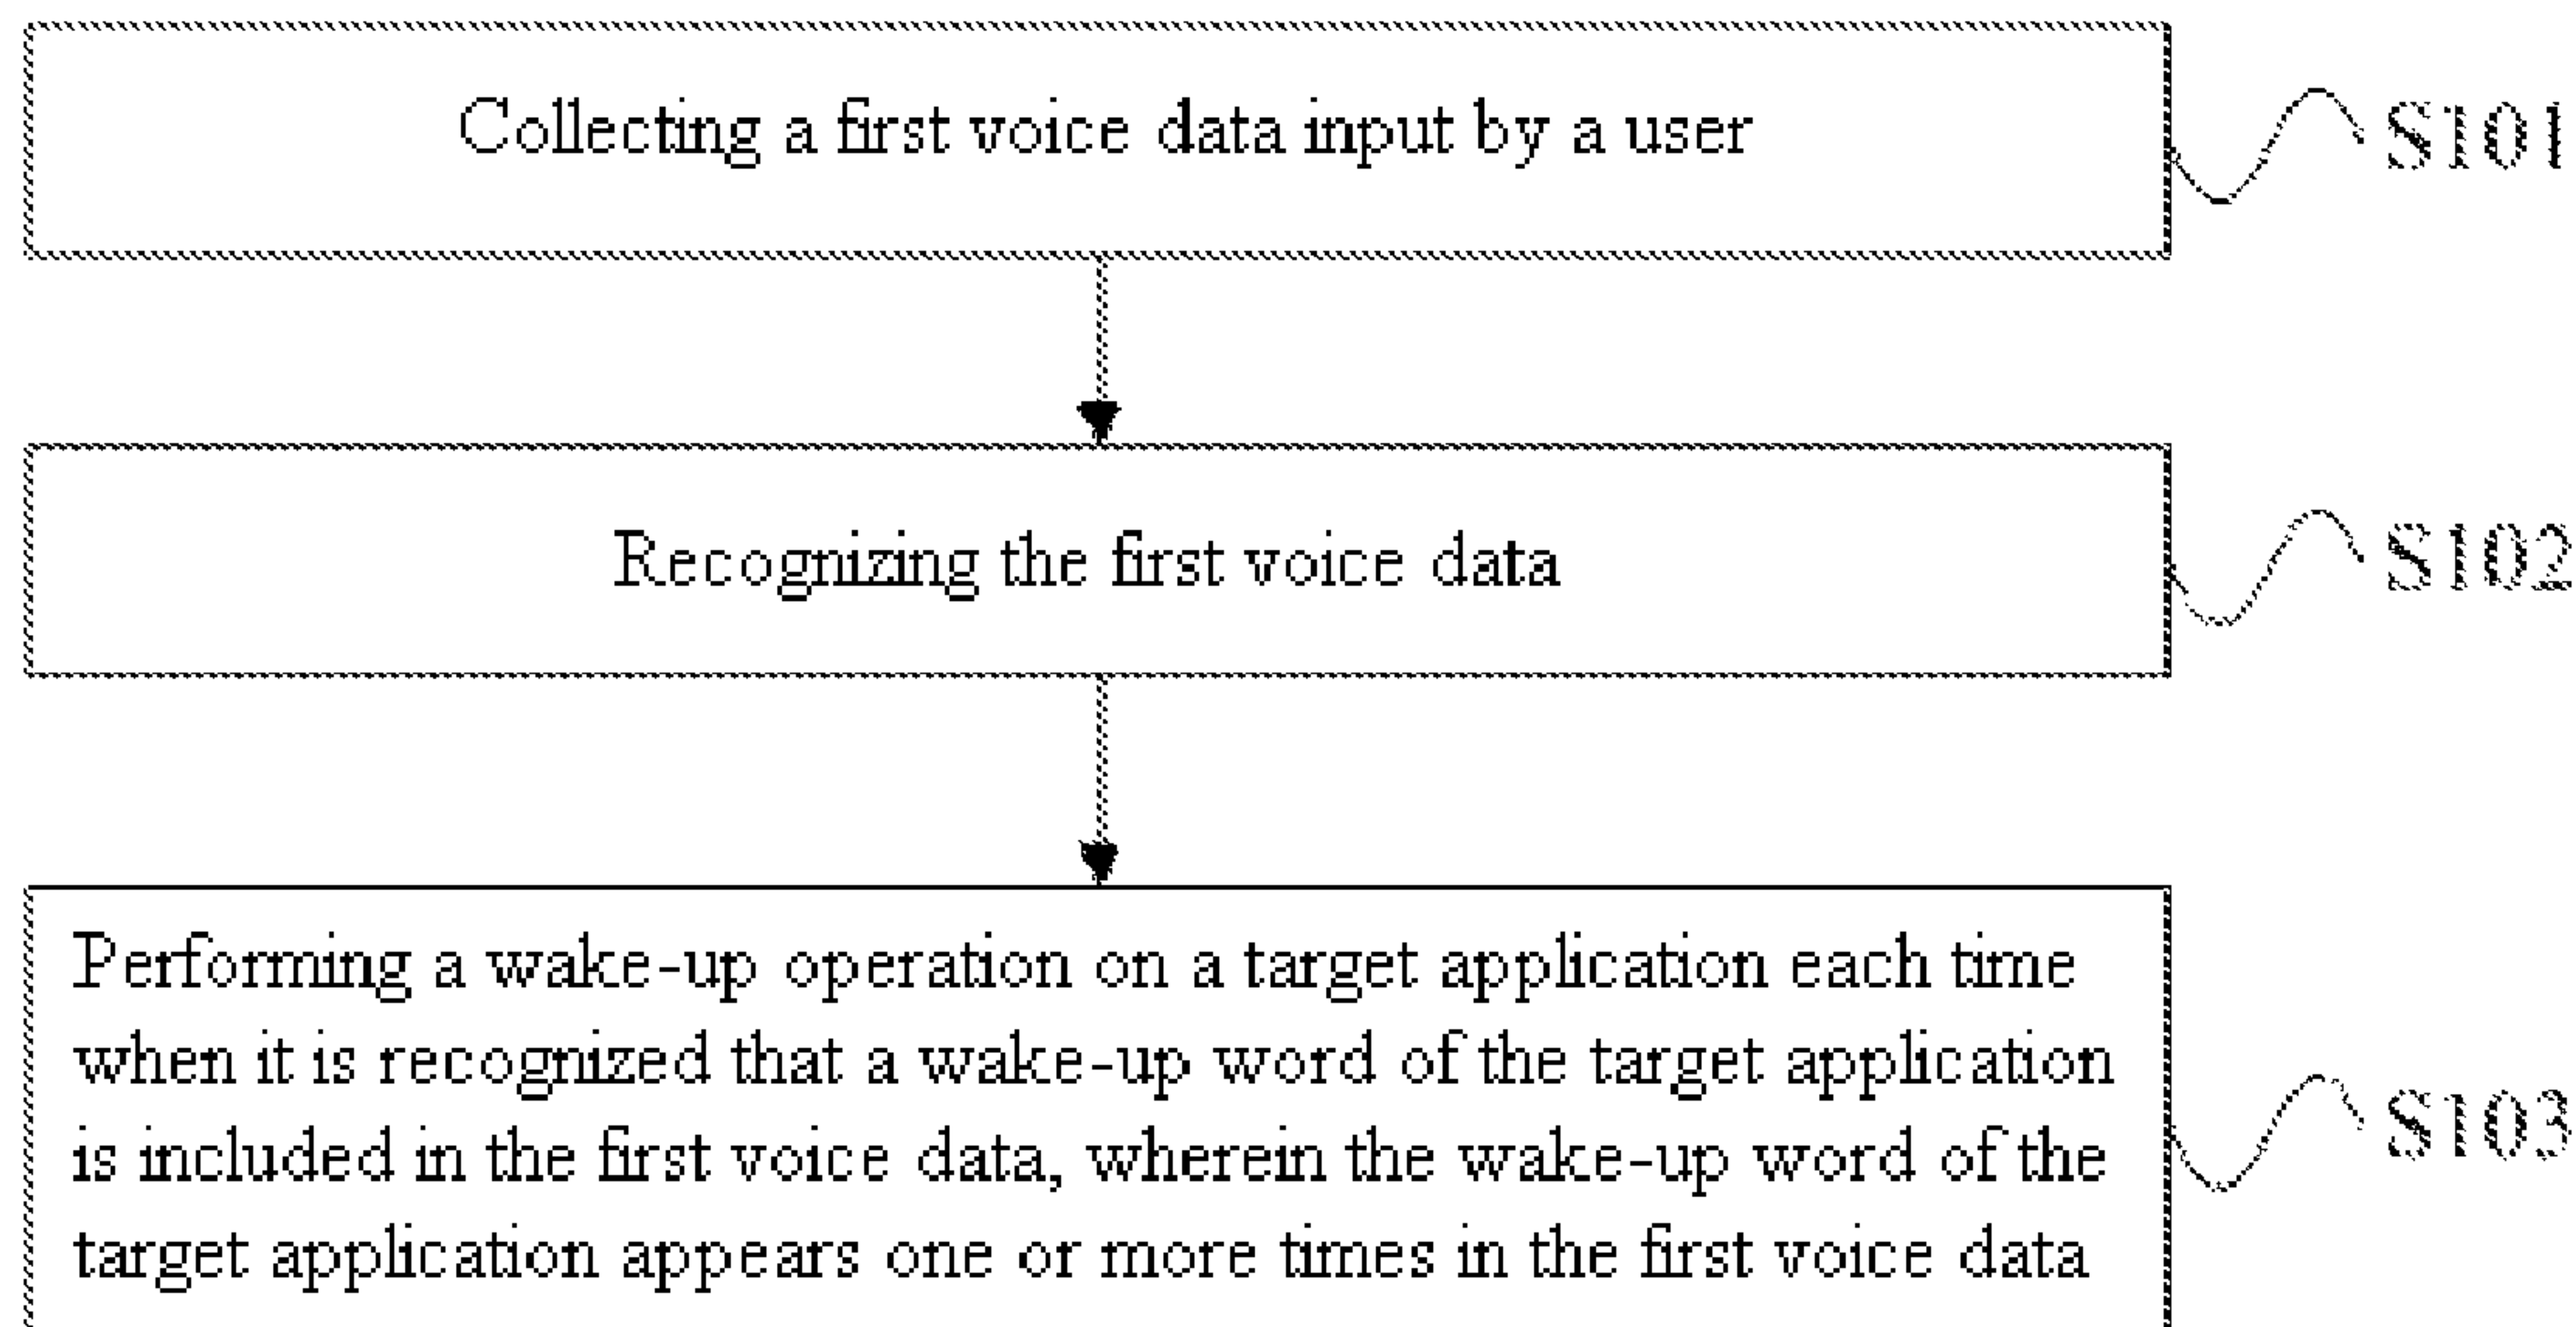 Collecting a first voice data input by a user
S101
Recognizing the first voice data
S102
Performing a wake-up operation on a target application each time
when it is recognized that a wake-up word of the target application
is included in the first voice data, wherein the wake-up word of the
target application appears one or more times in the first voice data
S103